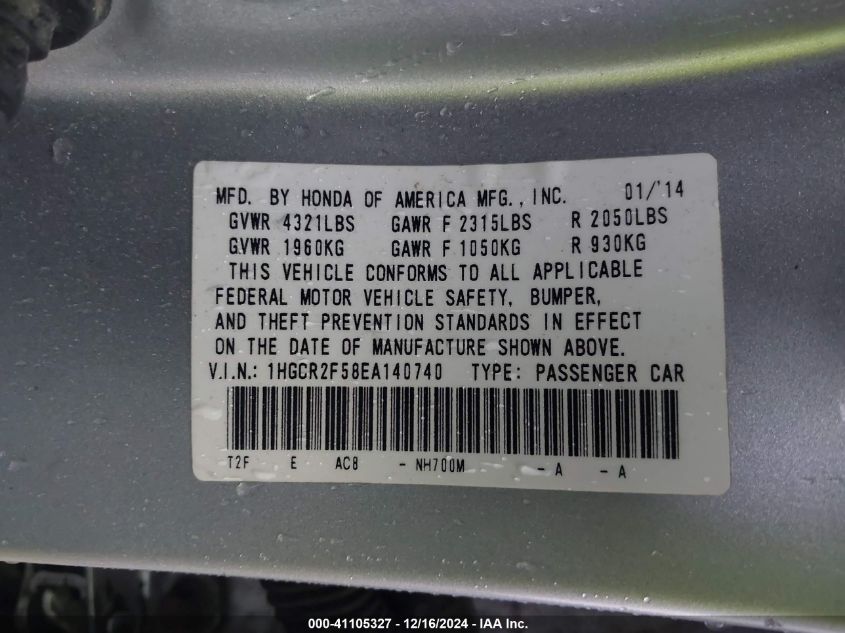 MFD. BY HONDA OF AMERICA MFG., INC. 01/'14
GVWR 4321LBS GAWR F 2315LBS R 2050LBS
GVWR 1960KG GAWR F 1050KG R 930KG
THIS VEHICLE CONFORMS TO ALL APPLICABLE
FEDERAL MOTOR VEHICLE SAFETY, BUMPER,
AND THEFT PREVENTION STANDARDS IN EFFECT
ON THE DATE OF MANUFACTURE SHOWN ABOVE.
V.I.N.: 1HGCR2F58EA140740 TYPE: PASSENGER CAR
T2F E AC8 - NH700M - A - A
000-41105327 - 12/16/2024 - IAA Inc.